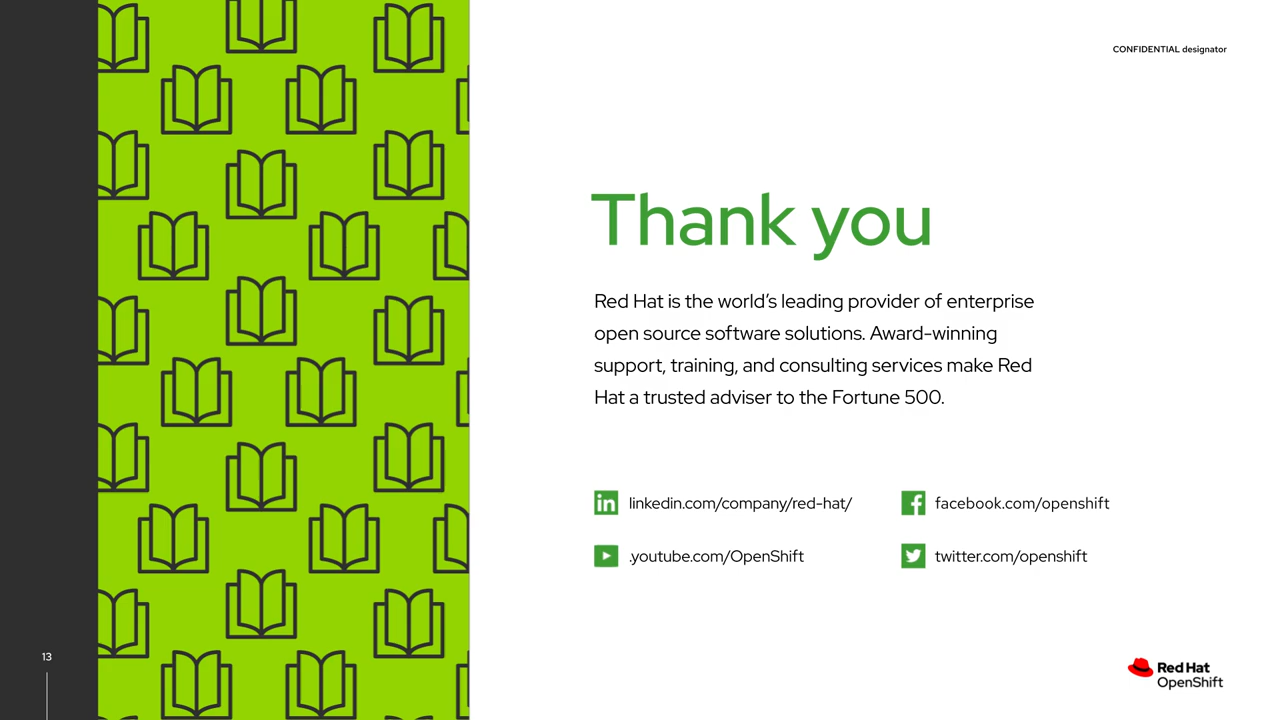 CONFIDENTIAL designator
Thank you
Red Hat is the world’s leading provider of enterprise
open source software solutions. Award-winning
support, training, and consulting services make Red
Hat a trusted adviser to the Fortune 500.
in linkedin.com/company/red-hat/
f facebook.com/openshift
.youtube.com/OpenShift
twitter.com/openshift
13
Red Hat
OpenShift